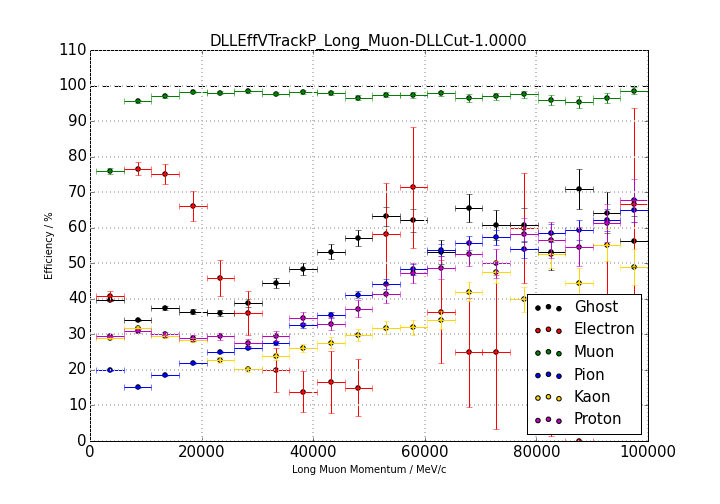 DLLEffVTrackP_Long_Muon-DLLCut-1.0000
110
100
90
80
70
60
50
40
30
20
10
0
Efficiency / %
Ghost
Electron
Muon
Pion
Kaon
Proton
0 20000 40000 60000 80000 100000
Long Muon Momentum / MeV/c